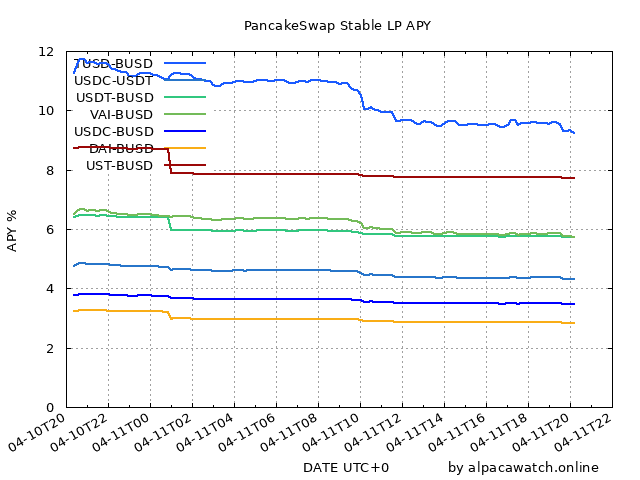 PancakeSwap Stable LP APY
12
10
8
6
4
2
0
APY %
TUSD-BUSD
USDC-USDT
USDT-BUSD
VAI-BUSD
USDC-BUSD
DAI-BUSD
UST-BUSD
04-10T20
04-10T22
04-11T00
04-11T02
04-11T04
04-11T06
04-11T08
04-11T10
04-11T12
04-11T14
04-11T16
04-11T18
04-11T20
04-11T22
DATE UTC+0
by alpacawatch.online